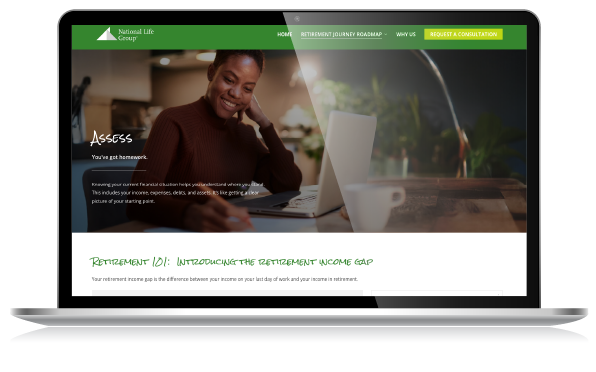 National Life
Group®
HOME RETIREMENT JOURNEY ROADMAP WHY US REQUEST A CONSULTATION
Assess
You've got homework.
Knowing your current financial situation helps you understand where you stand.
This includes your income, expenses, debts, and assets. It's like getting a clear
picture of your starting point.
Retirement 101: Introducing the retirement income gap
Your retirement income gap is the difference between your income on your last day of work and your income in retirement.